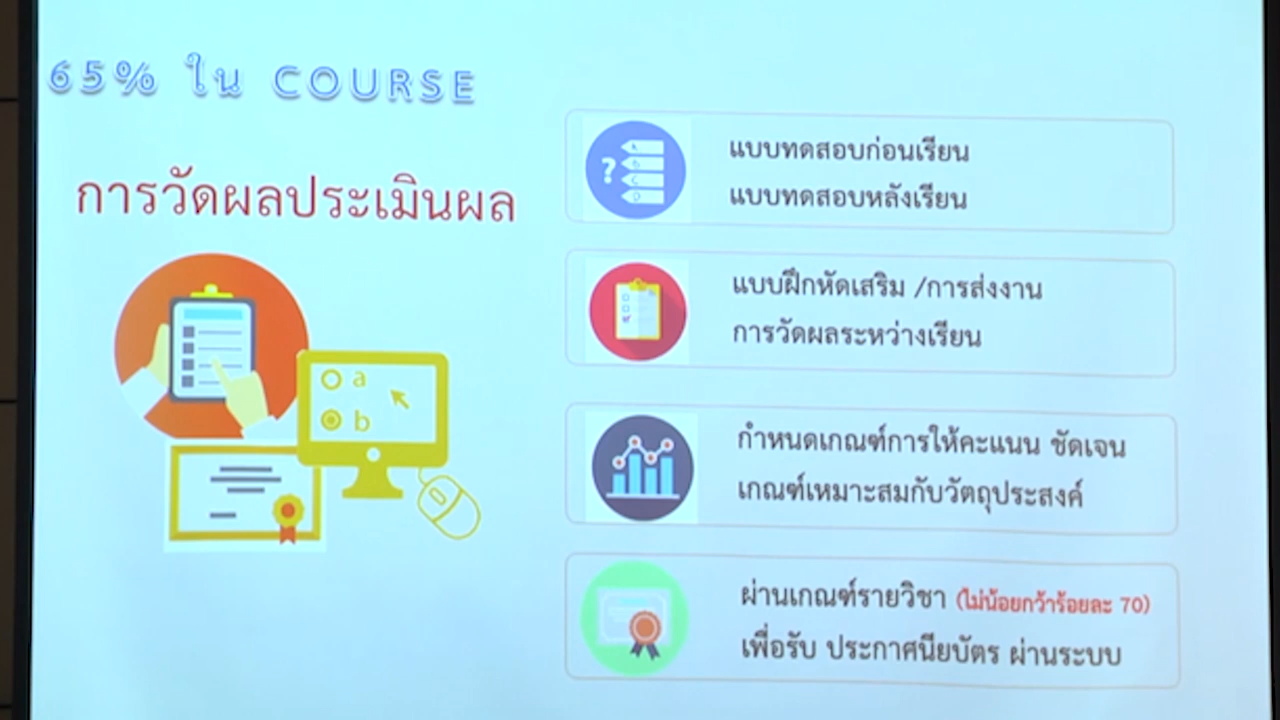 65% ใน COURSE
การวัดผลประเมินผล
a
b
แบบทดสอบก่อนเรียน
แบบทดสอบหลังเรียน
?
แบบฝึกหัดเสริม /การส่งงาน
การวัดผลระหว่างเรียน
กำหนดเกณฑ์การให้คะแนน ชัดเจน
เกณฑ์เหมาะสมกับวัตถุประสงค์
ผ่านเกณฑ์รายวิชา (ไม่น้อยกว้าร้อยละ 70)
เพื่อรับ ประกาศนียบัตร ผ่านระบบ